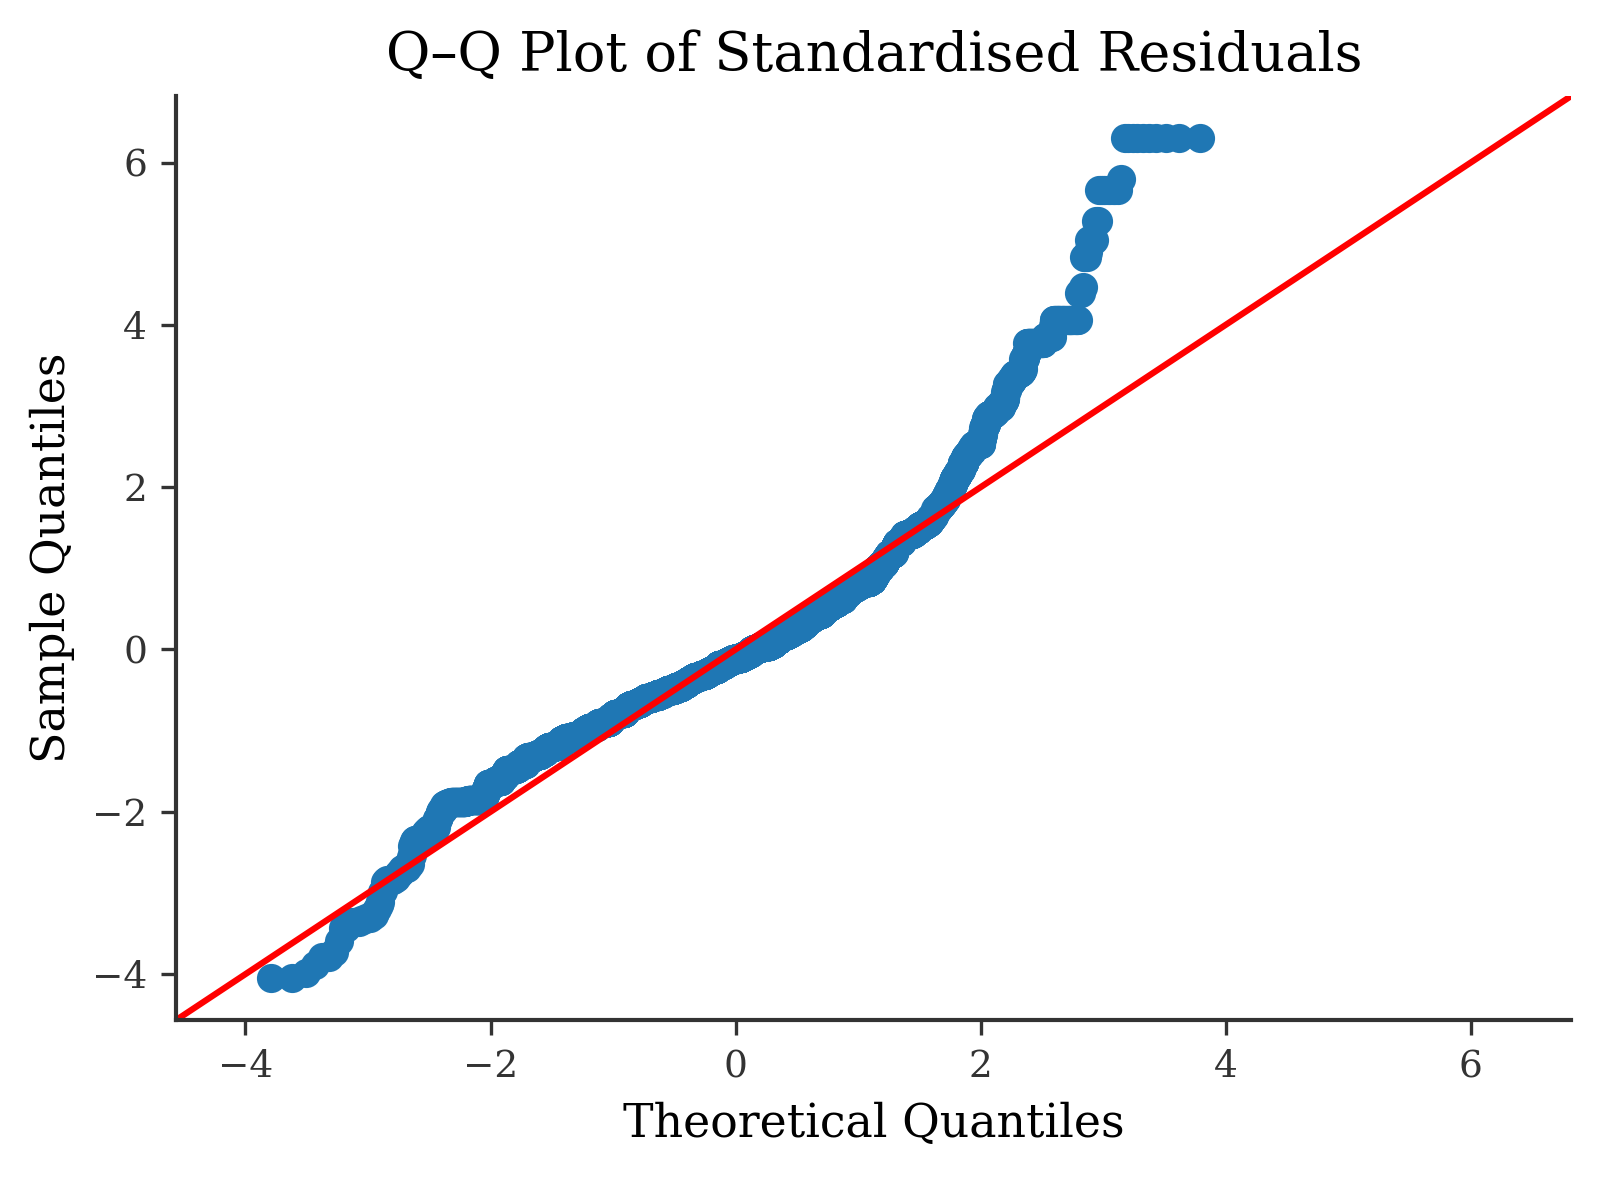 Q–Q Plot of Standardised Residuals
Sample Quantiles
6
4
2
0
−2
−4
−4 −2 0 2 4 6
Theoretical Quantiles